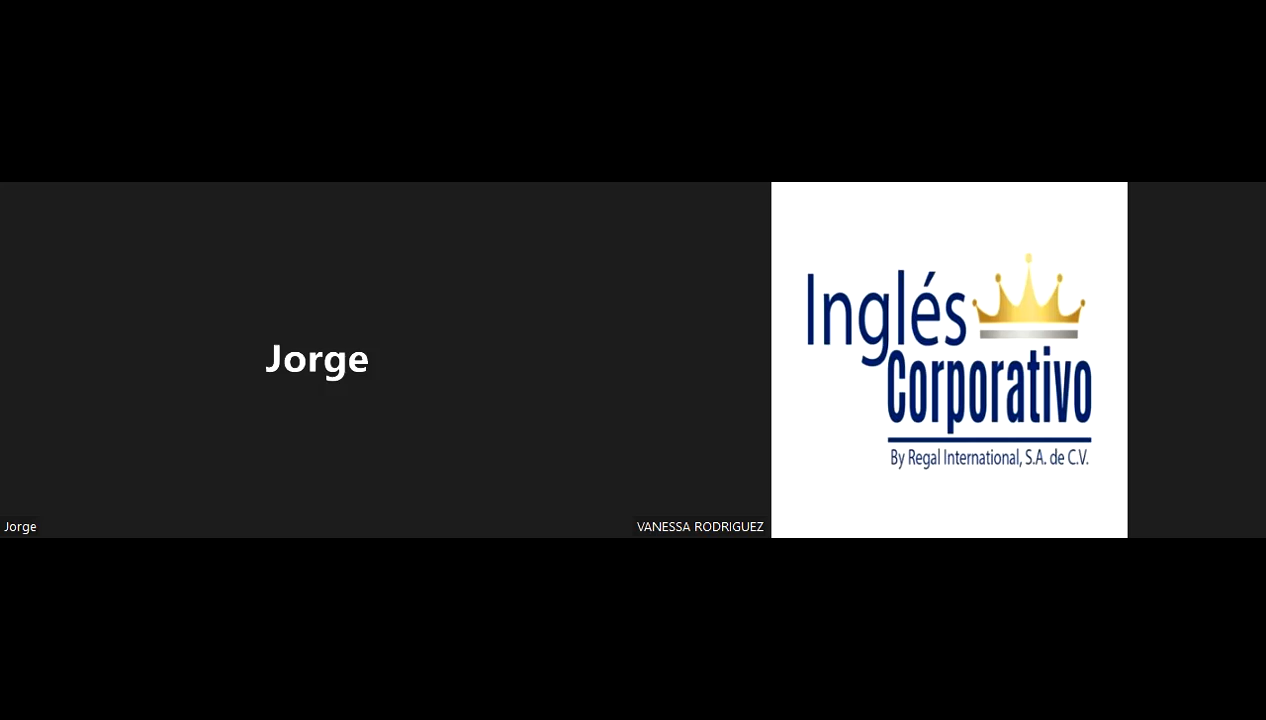 Jorge
Jorge
VANESSA RODRIGUEZ
Inglés
Corporativo
By Regal International, S.A. de C.V.